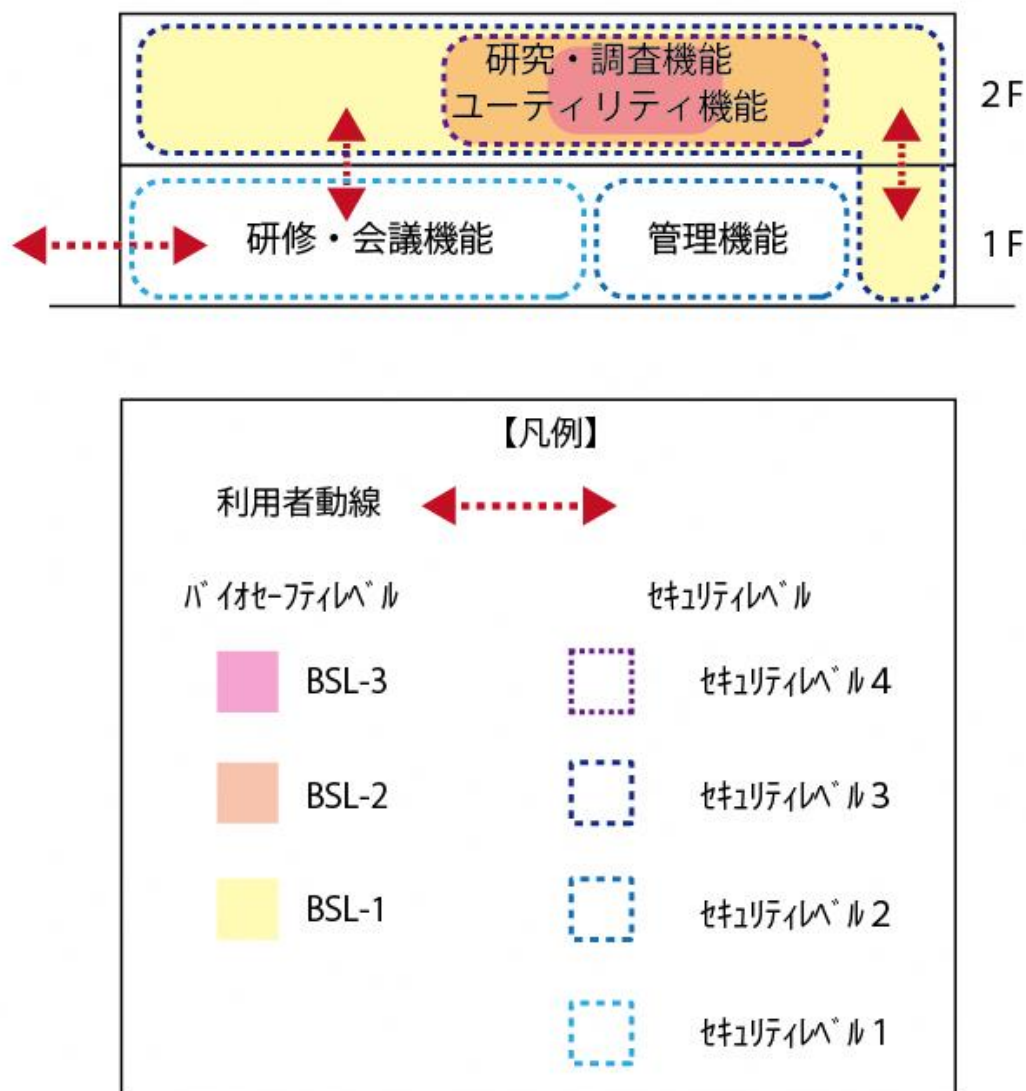 研究・調査機能
ユーティリティ機能
2F
研修・会議機能
管理機能
1F
【凡例】
利用者動線
ﾊﾞｲｵｾｰﾌﾃｨﾚﾍﾞﾙ
ｾｷｭﾘﾃｨﾚﾍﾞﾙ
BSL-3
ｾｷｭﾘﾃｨﾚﾍﾞﾙ4
BSL-2
ｾｷｭﾘﾃｨﾚﾍﾞﾙ3
BSL-1
ｾｷｭﾘﾃｨﾚﾍﾞﾙ2
ｾｷｭﾘﾃｨﾚﾍﾞﾙ1